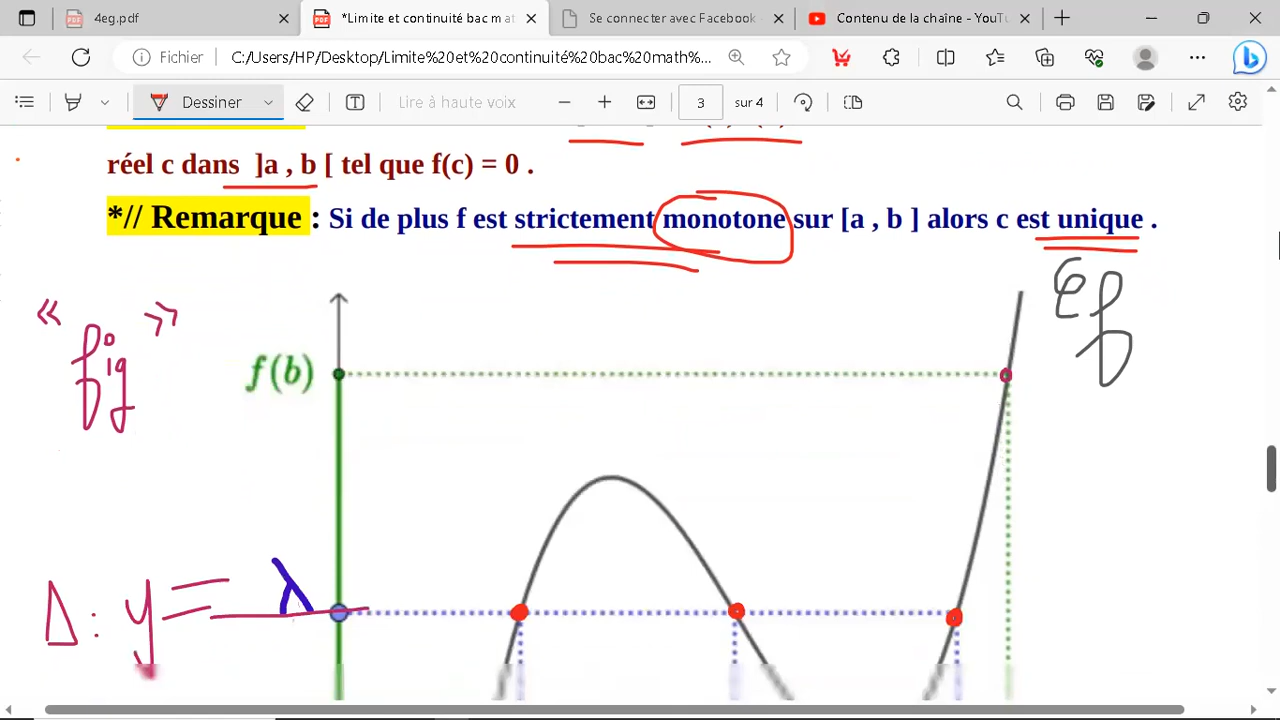 4eg.pdf
*Limite et continuité bac mat
Se connecter avec Facebook
Contenu de la chaîne - YouTu
Fichier
C:/Users/HP/Desktop/Limite%20et%20continuité%20bac%20math%...
Dessiner
Lire à haute voix
3
sur 4
réel c dans ]a , b [ tel que f(c) = 0 .
*// Remarque : Si de plus f est strictement monotone sur [a , b ] alors c est unique .
« fig »
f(b)
Δ: y = λ